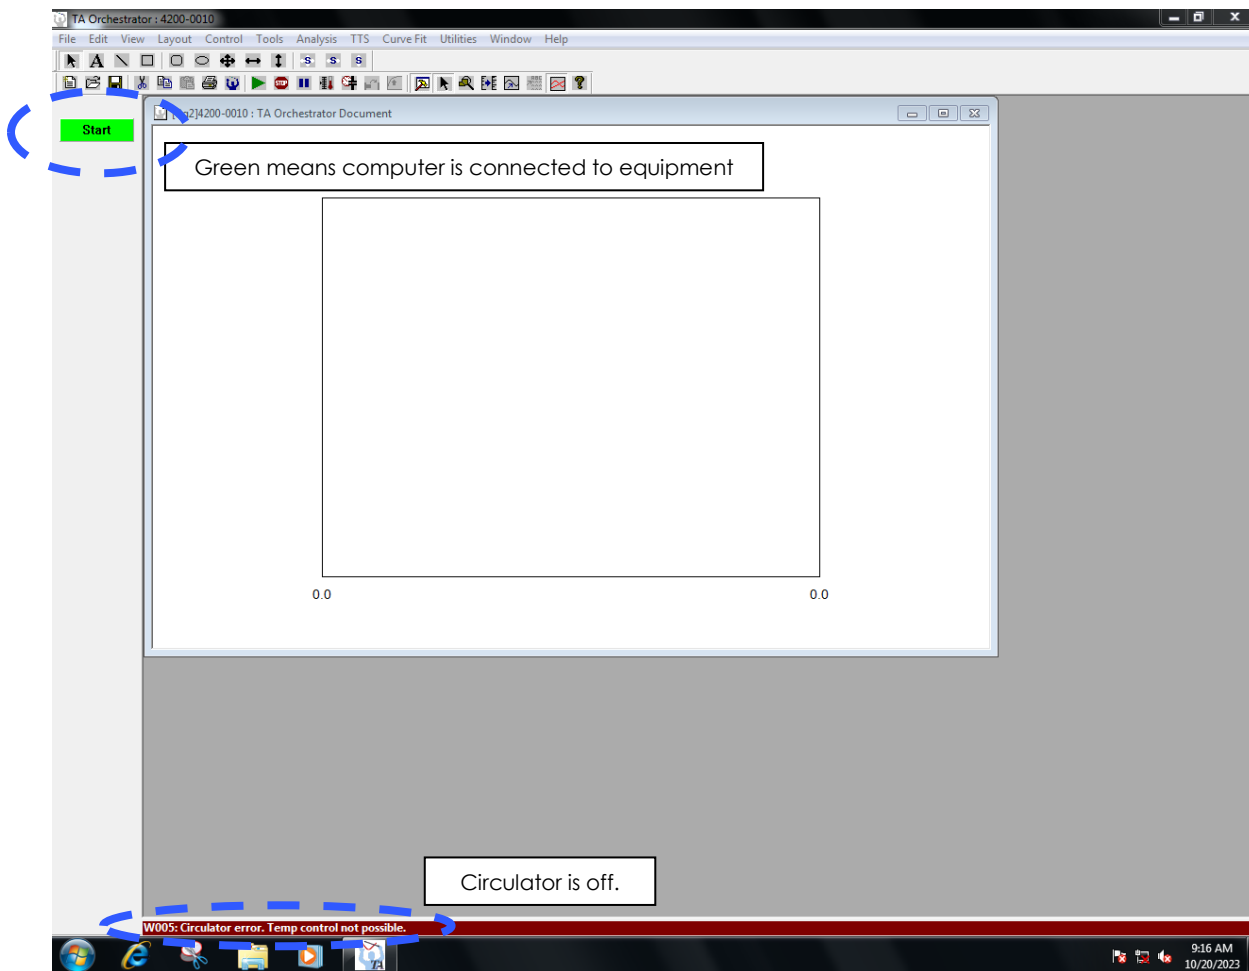 TA Orchestrator : 4200-0010
File Edit View Layout Control Tools Analysis TTS Curve Fit Utilities Window Help
A S S S
STOP
Start
4200-0010 : TA Orchestrator Document
Green means computer is connected to equipment
0.0 0.0
Circulator is off.
W005: Circulator error. Temp control not possible.
TA
9:16 AM
10/20/2023